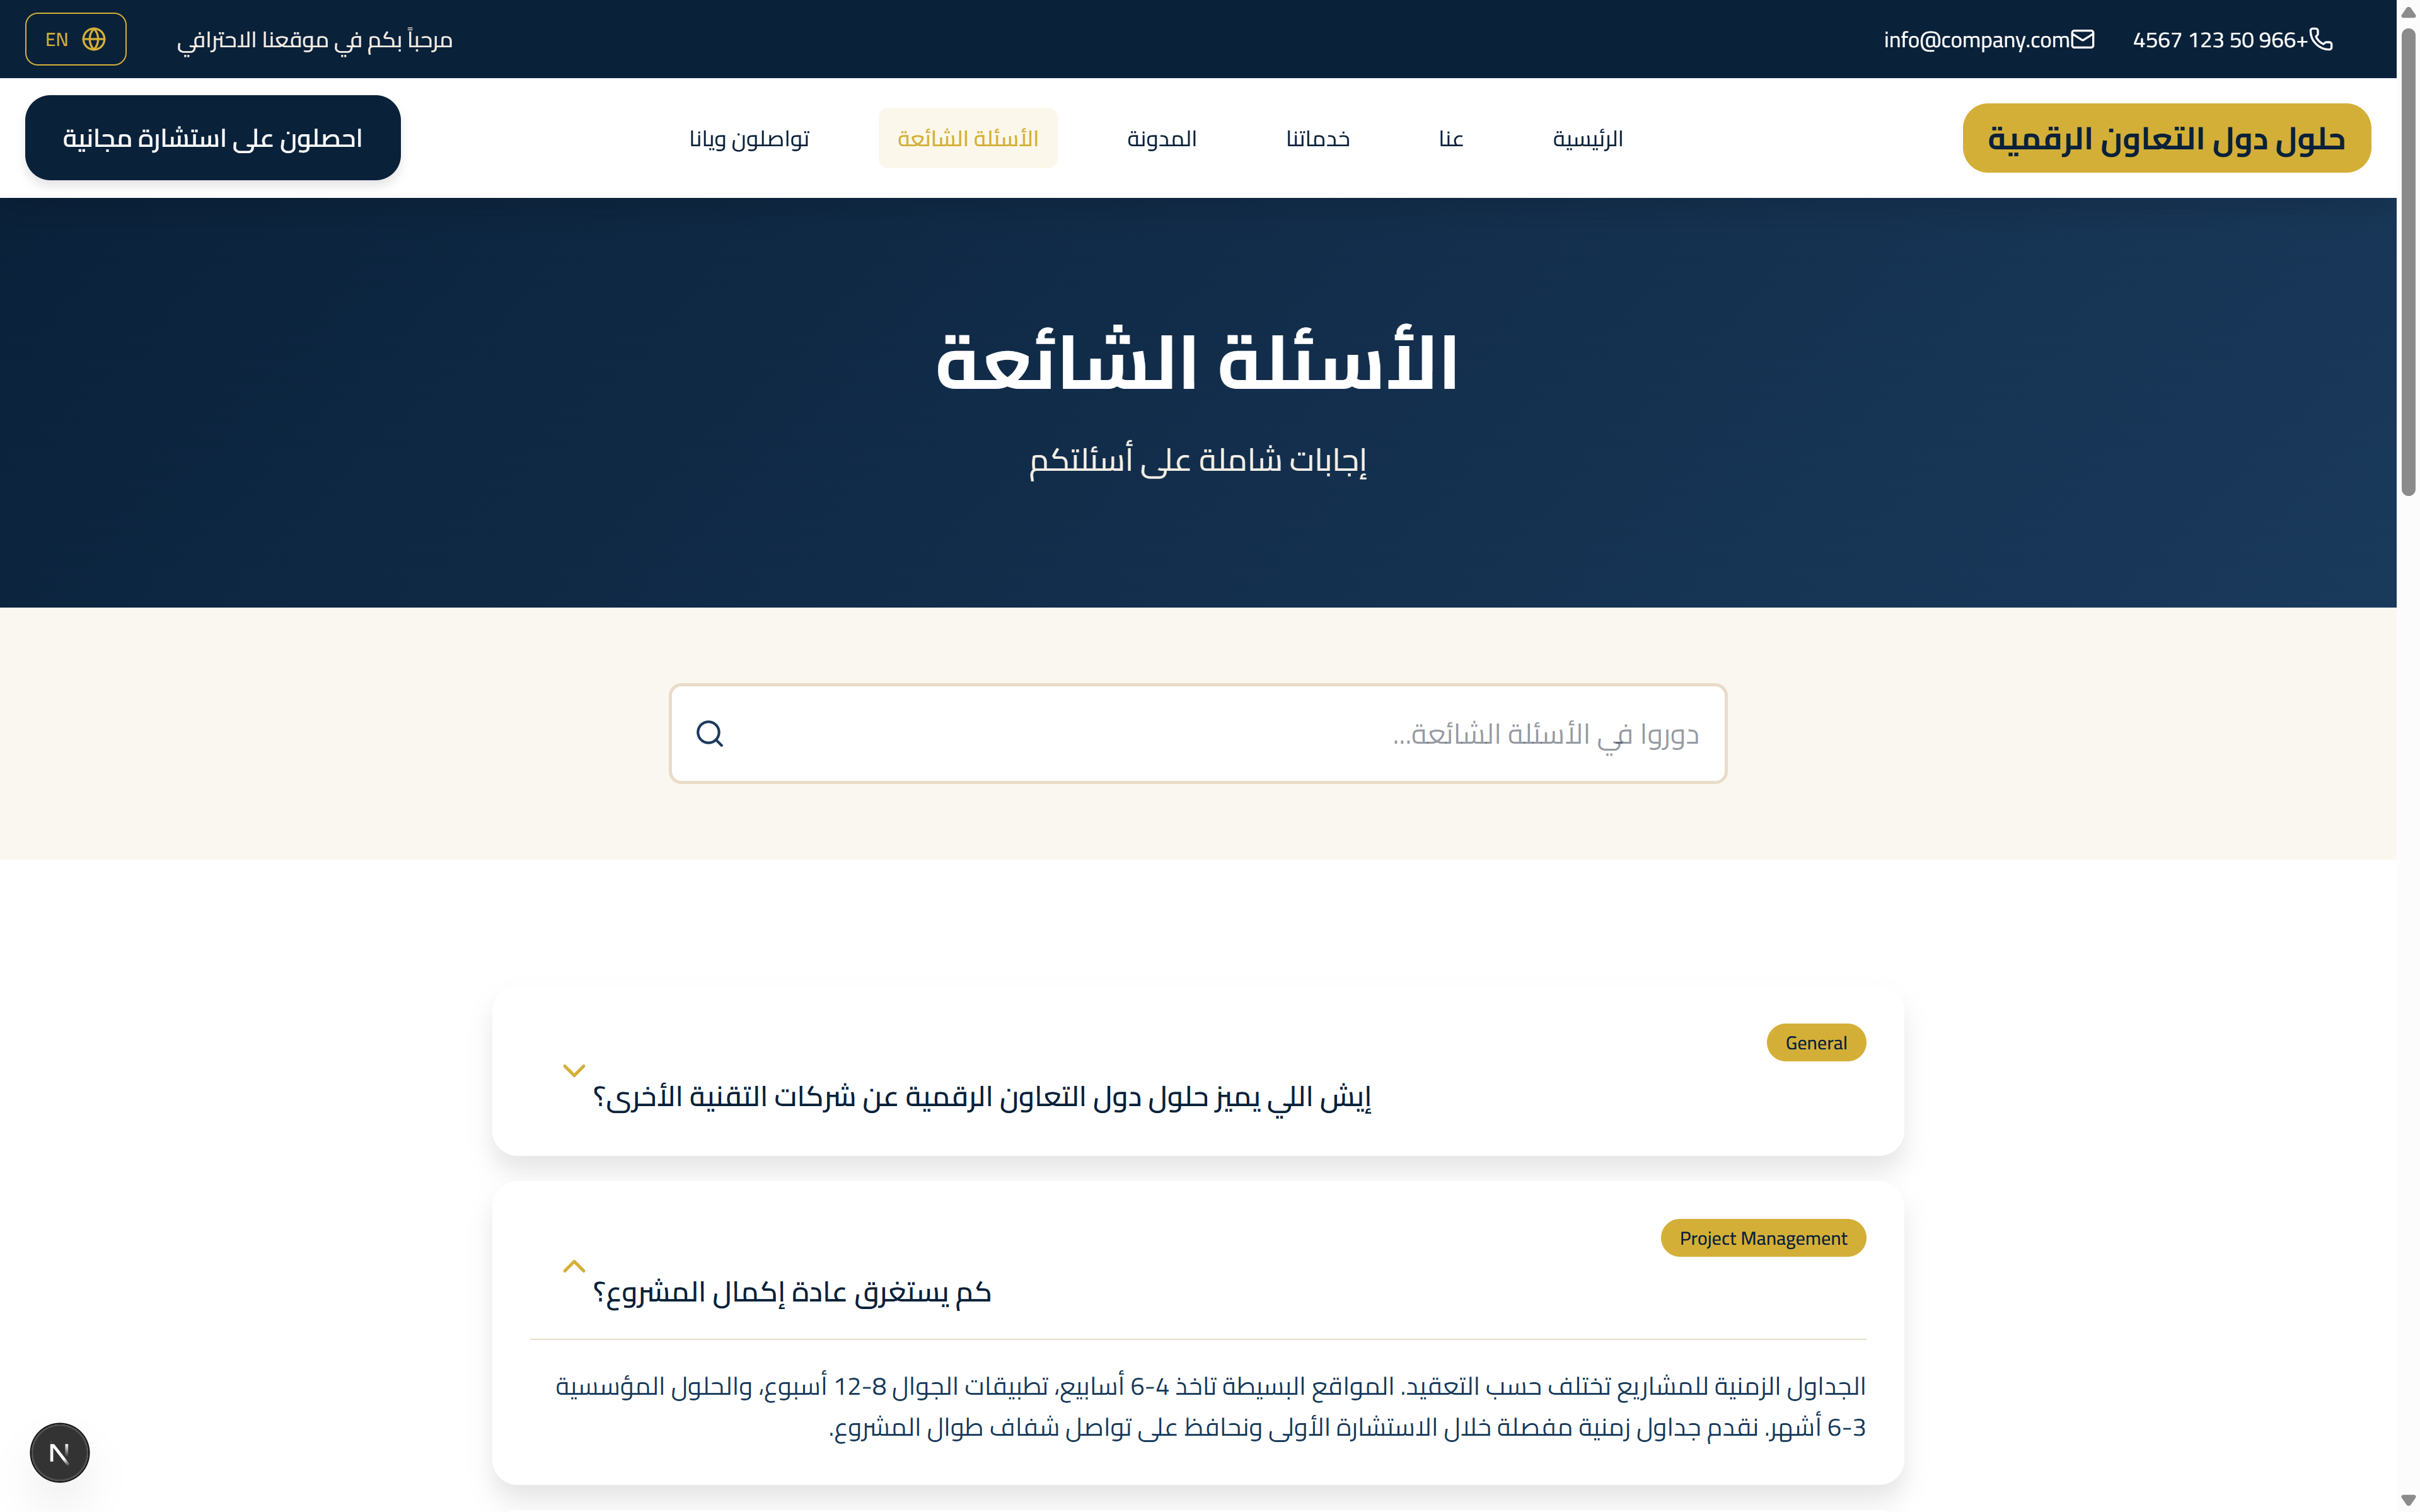 966 50 123 4567+
info@company.com
مرحباً بكم في موقعنا الاحترافي
EN
حلول دول التعاون الرقمية
الرئيسية
عنا
خدماتنا
المدونة
الأسئلة الشائعة
تواصلون ويانا
احصلون على استشارة مجانية
الأسئلة الشائعة
إجابات شاملة على أسئلتكم
دوروا في الأسئلة الشائعة...
General
إيش اللي يميز حلول دول التعاون الرقمية عن شركات التقنية الأخرى؟
Project Management
كم يستغرق عادة إكمال المشروع؟
الجداول الزمنية للمشاريع تختلف حسب التعقيد. المواقع البسيطة تاخذ 4-6 أسابيع، تطبيقات الجوال 8-12 أسبوع، والحلول المؤسسية
3-6 أشهر. نقدم جداول زمنية مفصلة خلال الاستشارة الأولى ونحافظ على تواصل شفاف طوال المشروع.
N